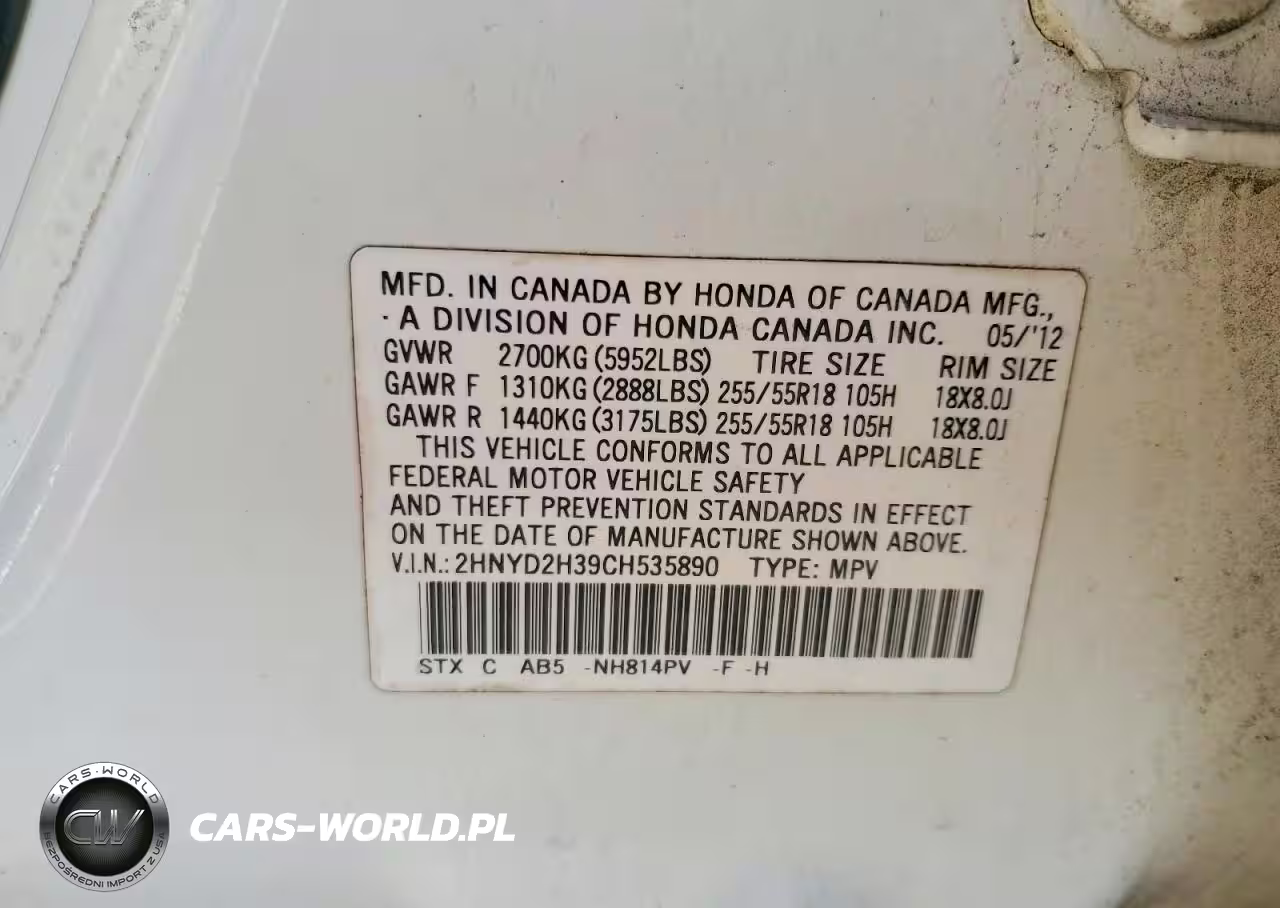 MFD. IN CANADA BY HONDA OF CANADA MFG.,
· A DIVISION OF HONDA CANADA INC. 05/'12
GVWR 2700KG (5952LBS) TIRE SIZE RIM SIZE
GAWR F 1310KG (2888LBS) 255/55R18 105H 18X8.0J
GAWR R 1440KG (3175LBS) 255/55R18 105H 18X8.0J
THIS VEHICLE CONFORMS TO ALL APPLICABLE
FEDERAL MOTOR VEHICLE SAFETY
AND THEFT PREVENTION STANDARDS IN EFFECT
ON THE DATE OF MANUFACTURE SHOWN ABOVE.
V.I.N.: 2HNYD2H39CH535890 TYPE: MPV
STX C AB5 -NH814PV -F -H
CARS-WORLD
CW
BEZPOŚREDNI IMPORT Z USA
CARS-WORLD.PL